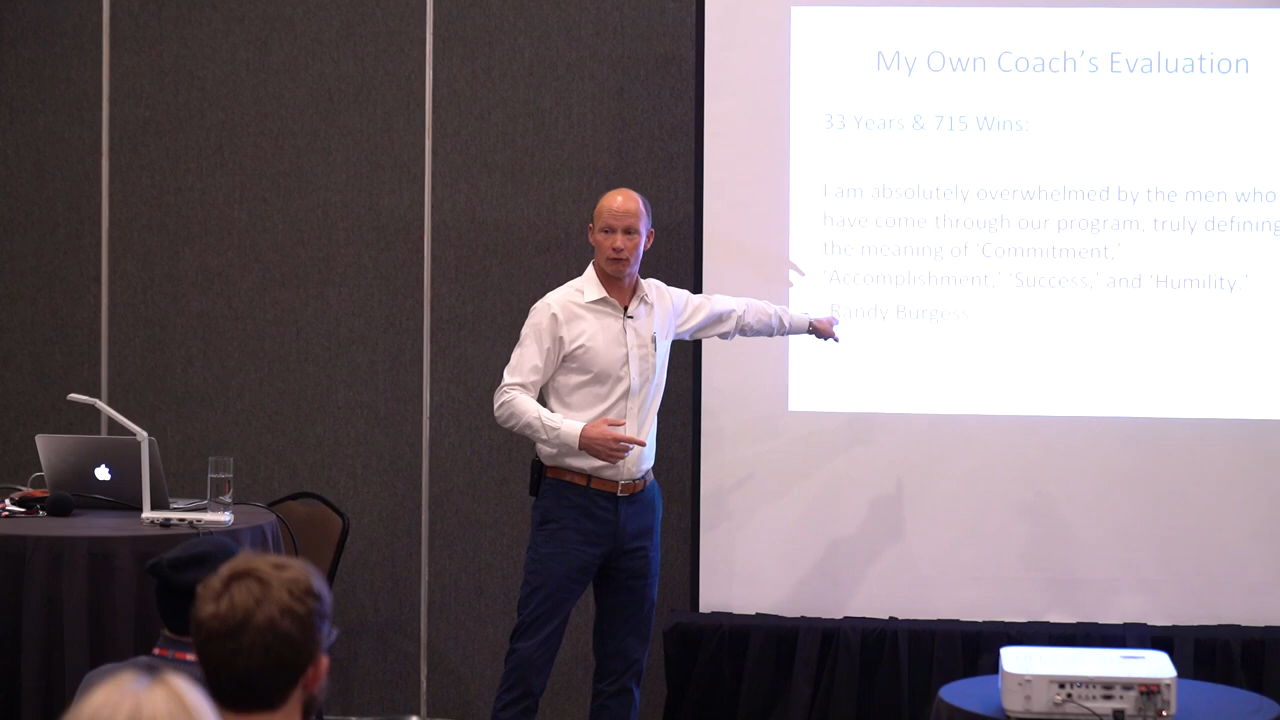 My Own Coach's Evaluation
33 Years & 715 Wins:
I am absolutely overwhelmed by the men who
have come through our program, truly defining
the meaning of 'Commitment,'
'Accomplishment,' 'Success,' and 'Humility.'
Randy Burgess